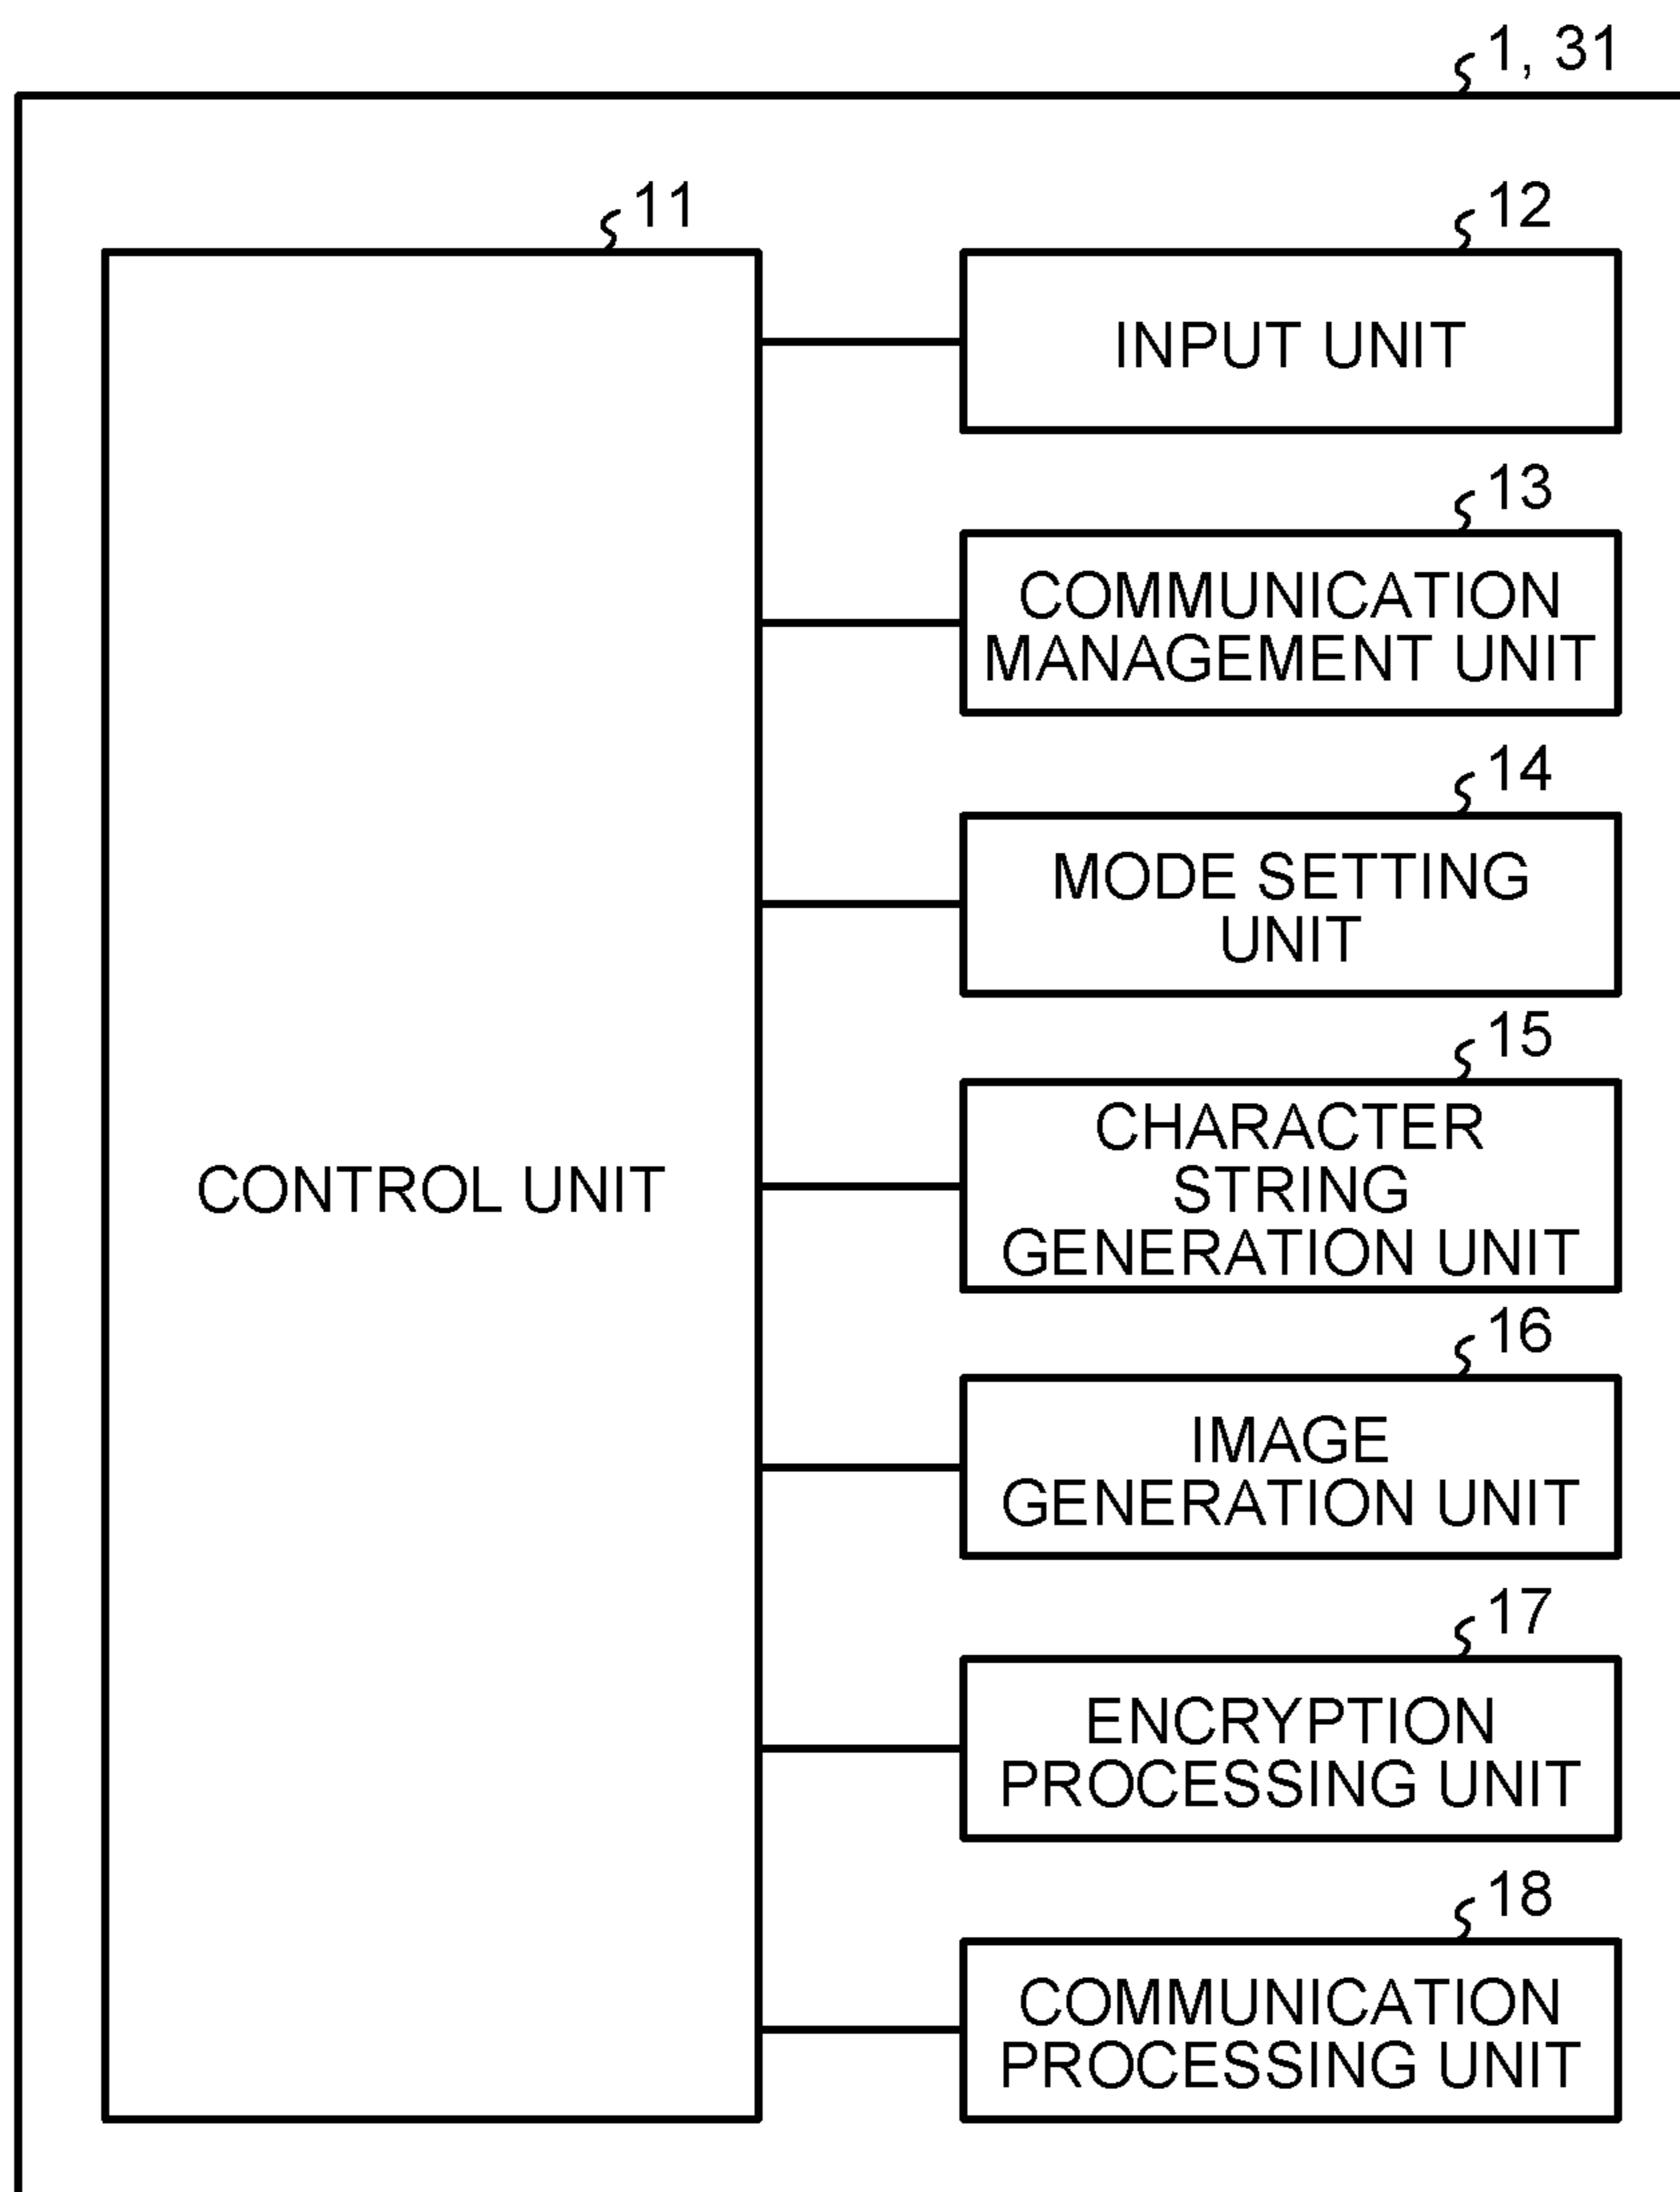 1, 31
11
CONTROL UNIT
12
INPUT UNIT
13
COMMUNICATION
MANAGEMENT UNIT
14
MODE SETTING
UNIT
15
CHARACTER
STRING
GENERATION UNIT
16
IMAGE
GENERATION UNIT
17
ENCRYPTION
PROCESSING UNIT
18
COMMUNICATION
PROCESSING UNIT